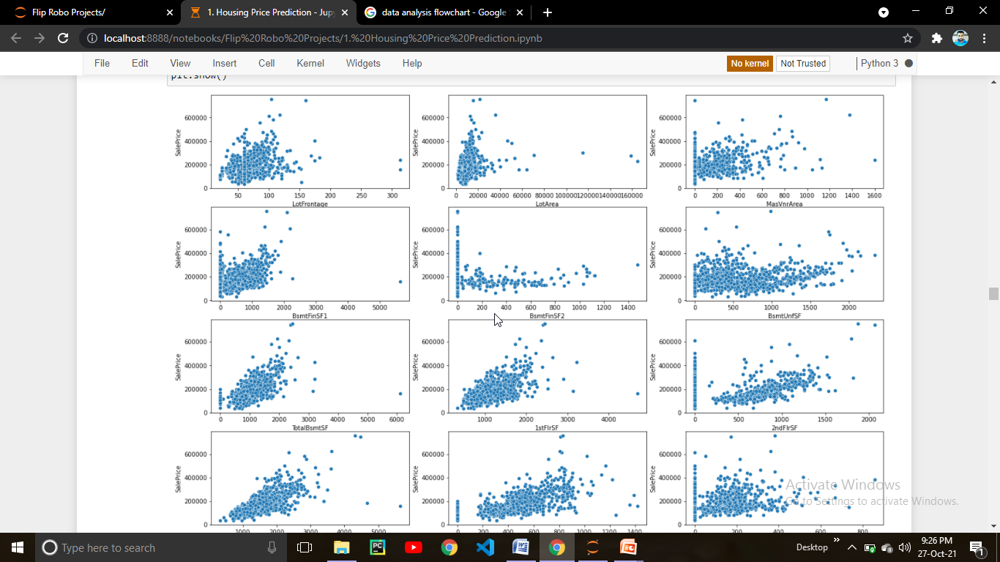 Flip Robo Projects/
1. Housing Price Prediction - Jup
data analysis flowchart - Google
localhost:8888/notebooks/Flip%20Robo%20Projects/1.%20Housing%20Price%20Prediction.ipynb
File Edit View Insert Cell Kernel Widgets Help No kernel Not Trusted Python 3
plt.show()
SalePrice SalePrice SalePrice
600000 600000 600000
400000 400000 400000
200000 200000 200000
0 0 0
50 100 150 200 250 300 0 20000 40000 60000 80000 100000 120000 140000 160000 0 200 400 600 800 1000 1200 1400 1600
LotFrontage LotArea MasVnrArea
SalePrice SalePrice SalePrice
600000 600000 600000
400000 400000 400000
200000 200000 200000
0 0 0
0 1000 2000 3000 4000 5000 0 200 400 600 800 1000 1200 1400 0 500 1000 1500 2000
BsmtFinSF1 BsmtFinSF2 BsmtUnfSF
SalePrice SalePrice SalePrice
600000 600000 600000
400000 400000 400000
200000 200000 200000
0 0 0
0 1000 2000 3000 4000 5000 6000 1000 2000 3000 4000 0 500 1000 1500 2000
TotalBsmtSF 1stFlrSF 2ndFlrSF
SalePrice SalePrice SalePrice
600000 600000 600000
400000 400000 400000
200000 200000 200000
0 0 0
1000 2000 3000 4000 5000 0 200 400 600 800 1000 1200 1400 0 200 400 600 800
Activate Windows
Go to Settings to activate Windows.
Type here to search
Desktop
9:26 PM
27-Oct-21
1